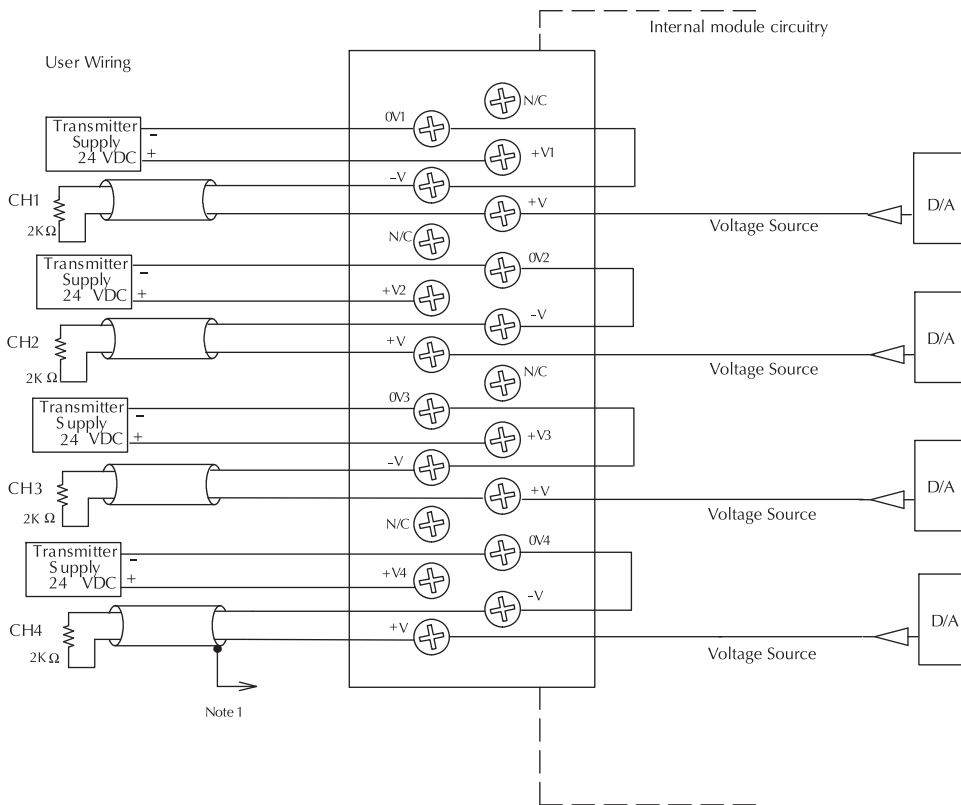 Internal module circuitry
User Wiring
N/C
0V1
Transmitter
Supply
24 VDC
-
+
+V1
-V
CH1
2K Ω
+V
Voltage Source
D/A
N/C
0V2
Transmitter
Supply
24 VDC
-
+
+V2
-V
CH2
2K Ω
+V
Voltage Source
D/A
N/C
0V3
Transmitter
Supply
24 VDC
-
+
+V3
-V
CH3
2K Ω
+V
Voltage Source
D/A
N/C
0V4
Transmitter
Supply
24 VDC
-
+
+V4
-V
CH4
2K Ω
+V
Voltage Source
D/A
Note 1